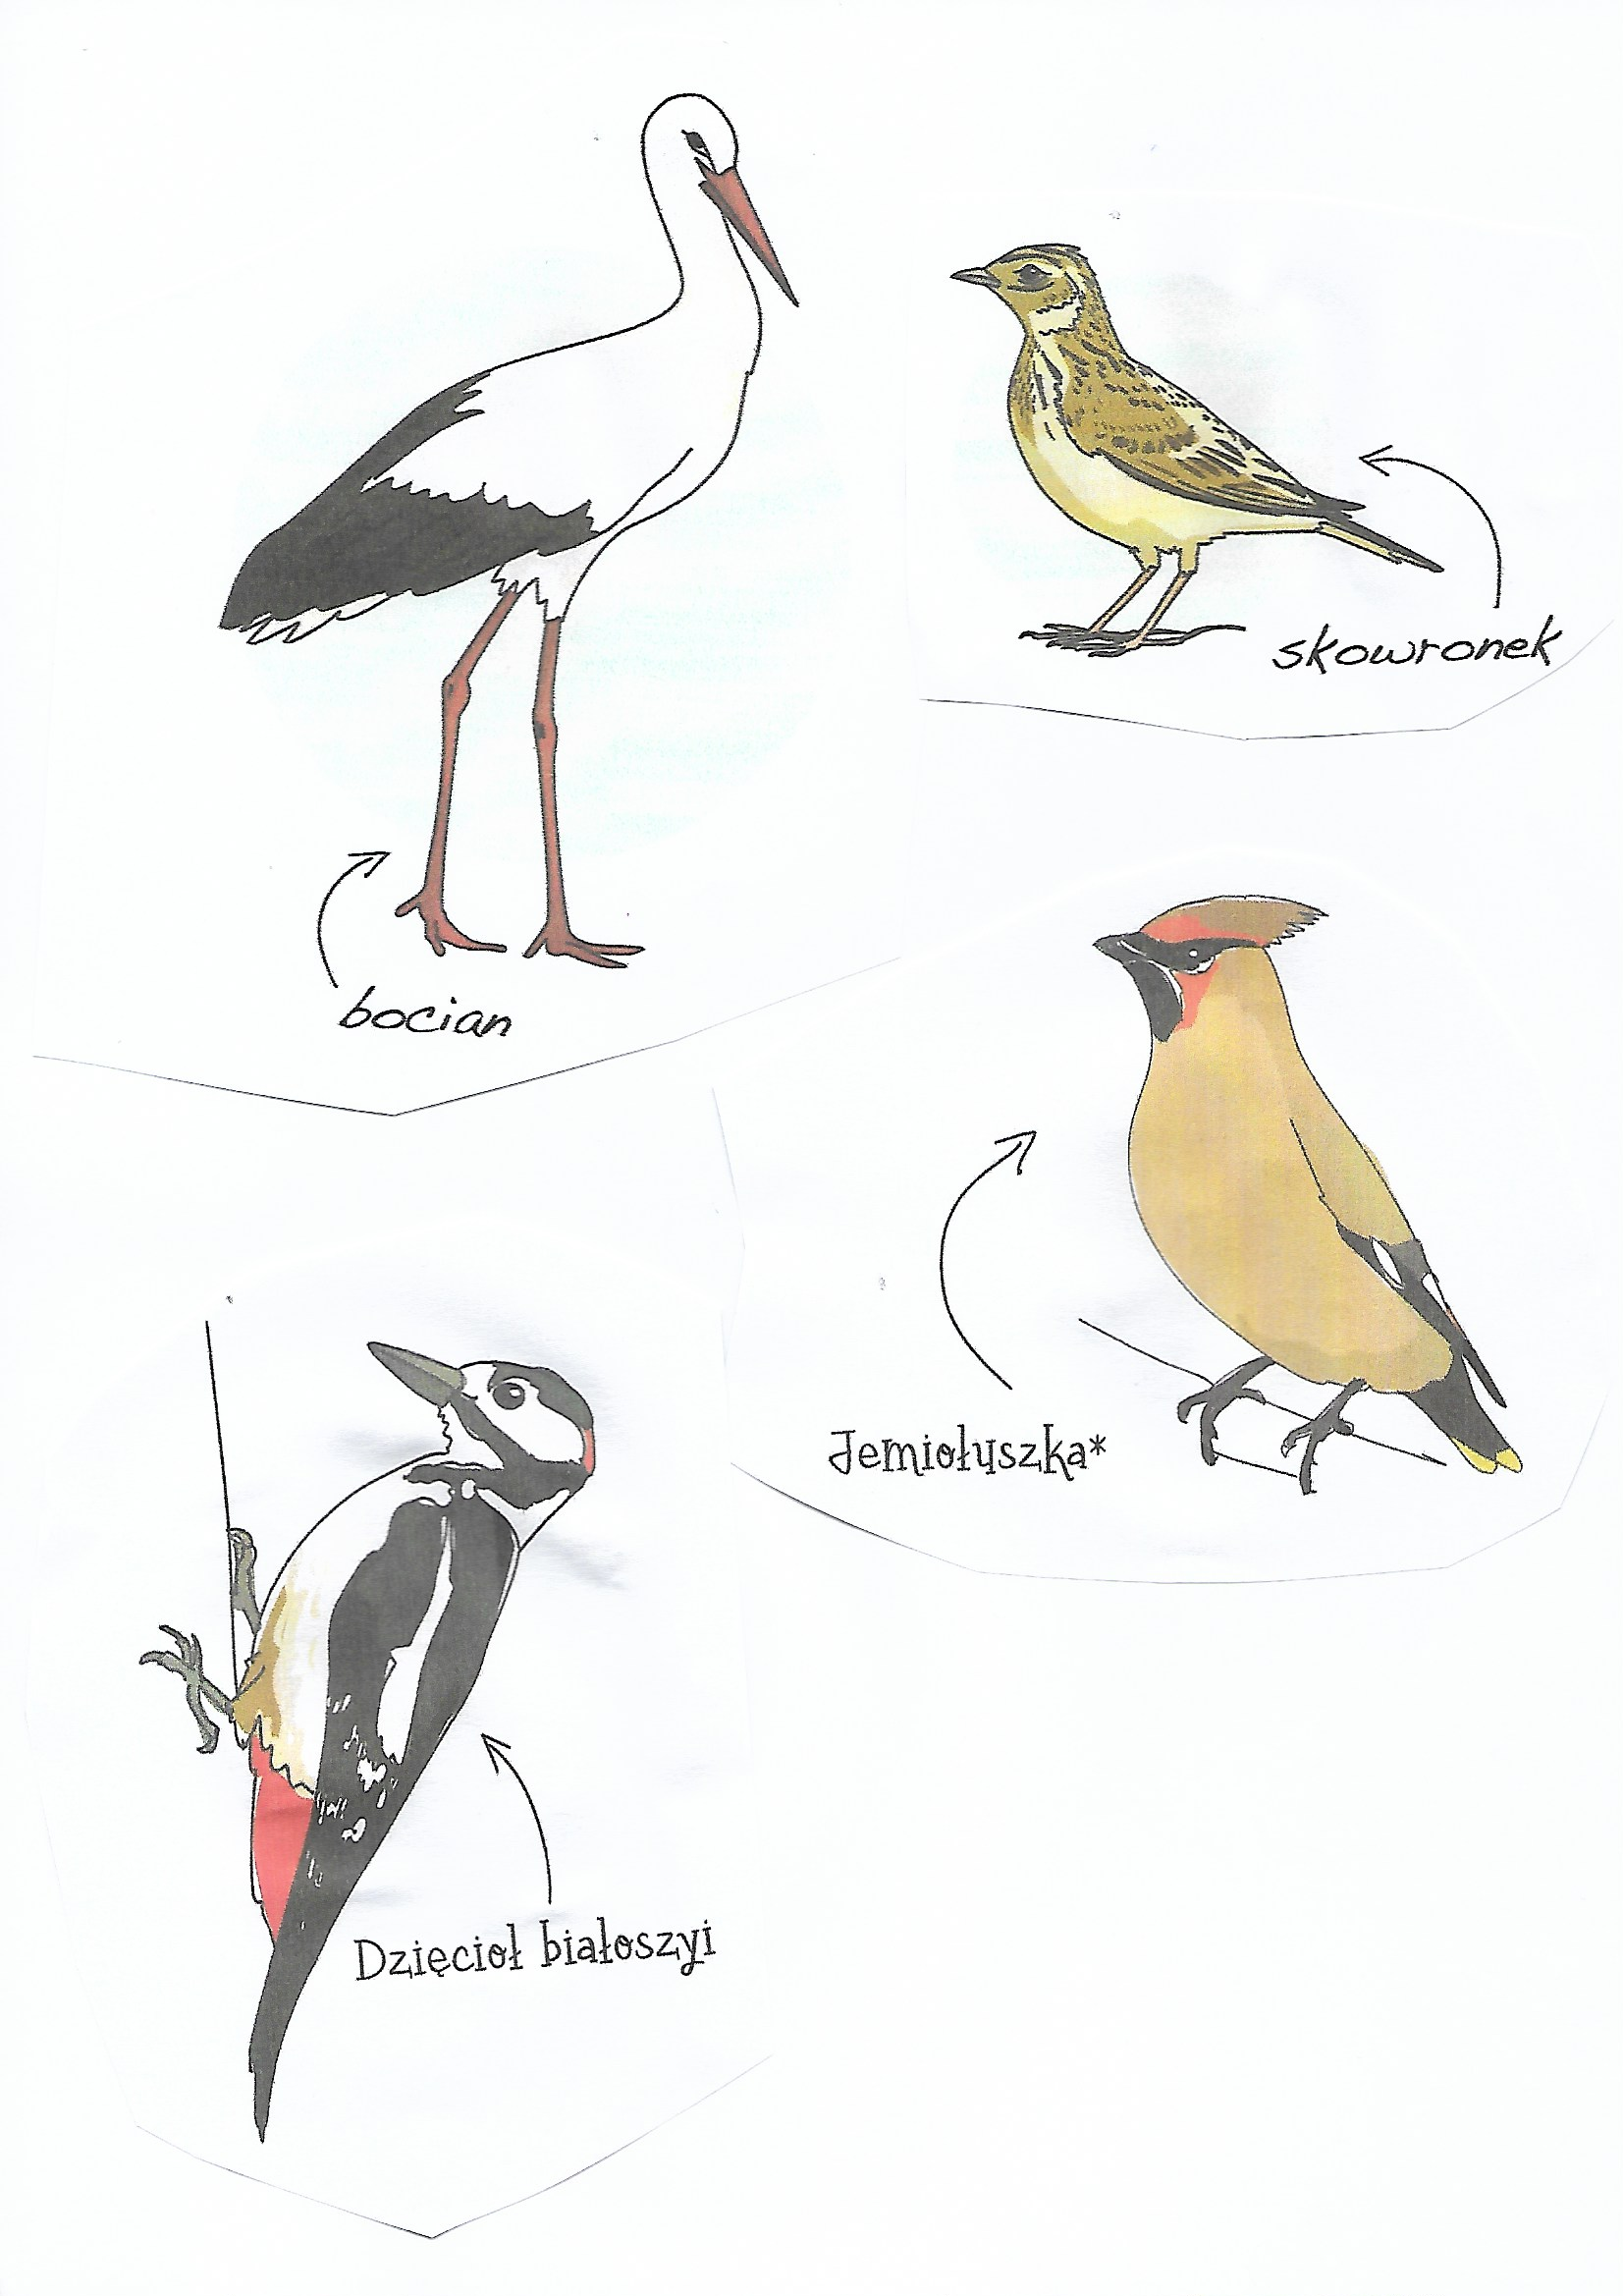 skowronek
bocian
Jemiołuszka*
Dzięcioł białoszyi